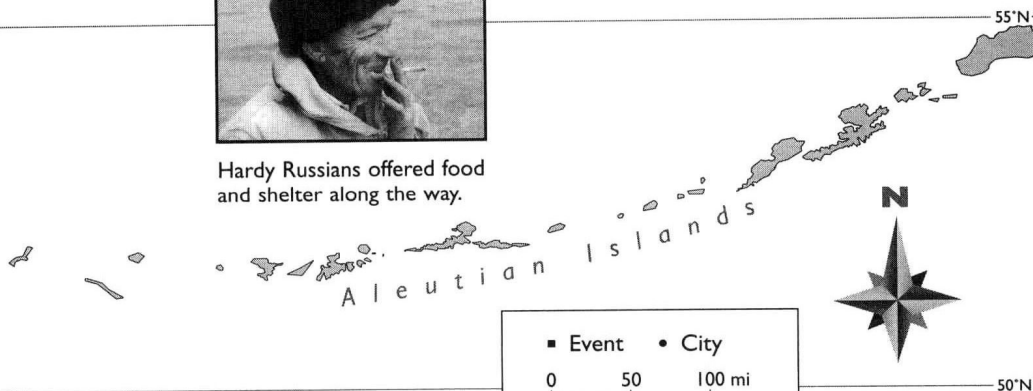 55°N
Hardy Russians offered food
and shelter along the way.
Aleutian Islands
N
▪ Event • City
0 50 100 mi
50°N